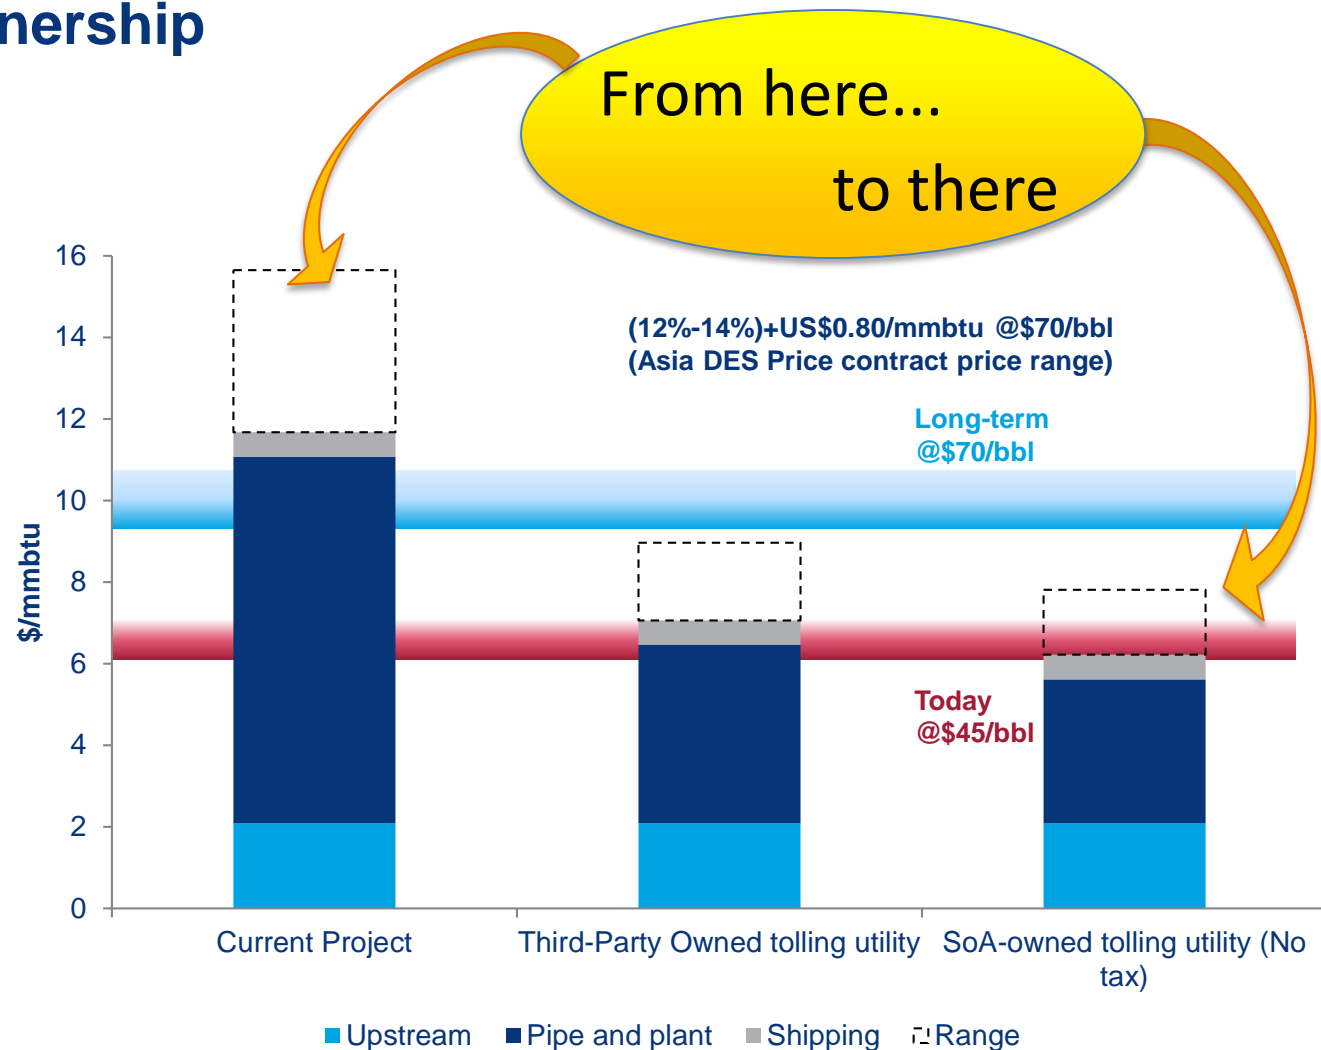 nership
From here...
to there
(12%-14%)+US$0.80/mmbtu @$70/bbl
(Asia DES Price contract price range)
Long-term
@$70/bbl
Today
@$45/bbl
$/mmbtu
16
14
12
10
8
6
4
2
0
Current Project
Third-Party Owned tolling utility
SoA-owned tolling utility (No
tax)
Upstream
Pipe and plant
Shipping
Range